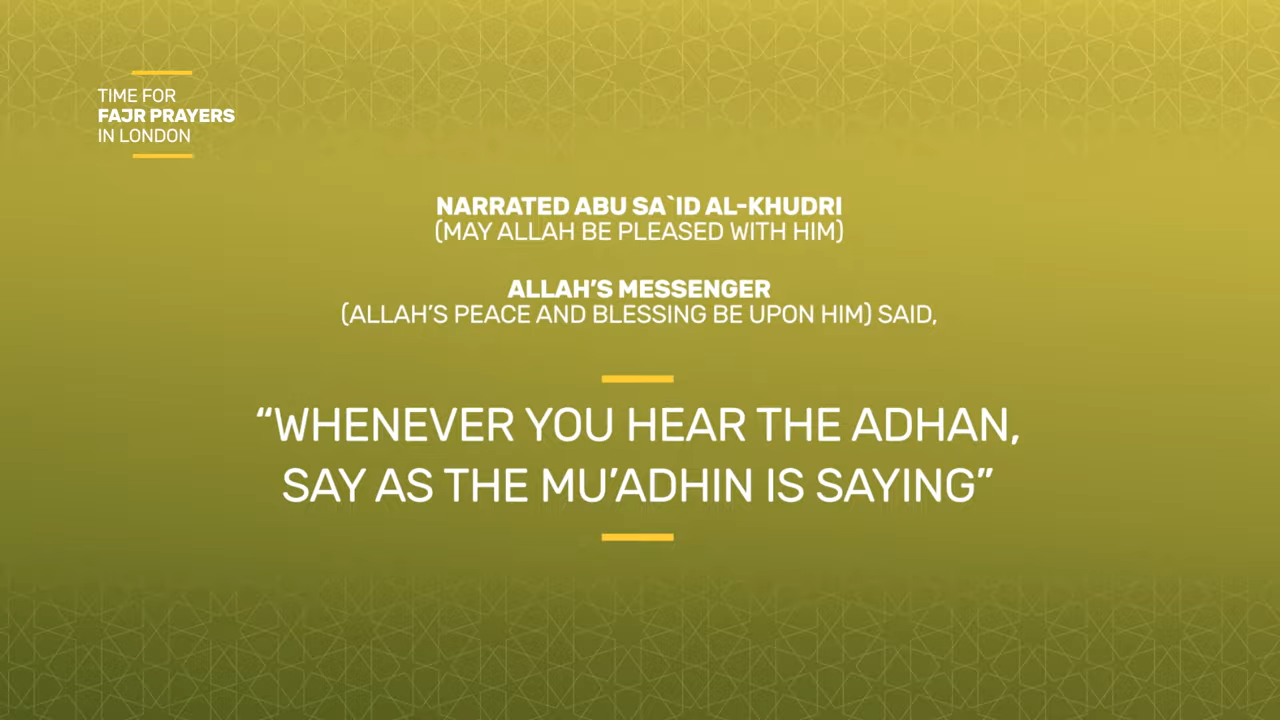 TIME FOR
FAJR PRAYERS
IN LONDON
NARRATED ABU SA`ID AL-KHUDRI
(MAY ALLAH BE PLEASED WITH HIM)
ALLAH’S MESSENGER
(ALLAH’S PEACE AND BLESSING BE UPON HIM) SAID,
“WHENEVER YOU HEAR THE ADHAN,
SAY AS THE MU’ADHIN IS SAYING”